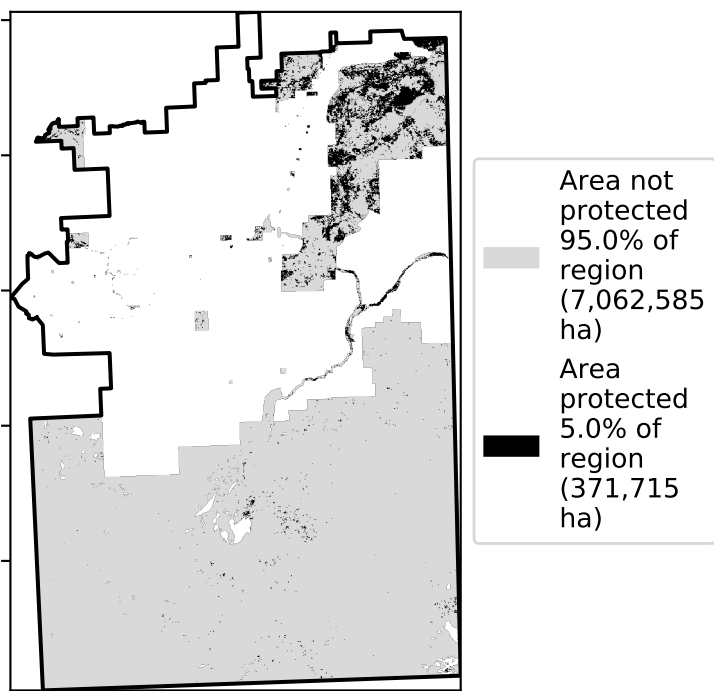 Area not
protected
95.0% of
region
(7,062,585
ha)
Area
protected
5.0% of
region
(371,715
ha)